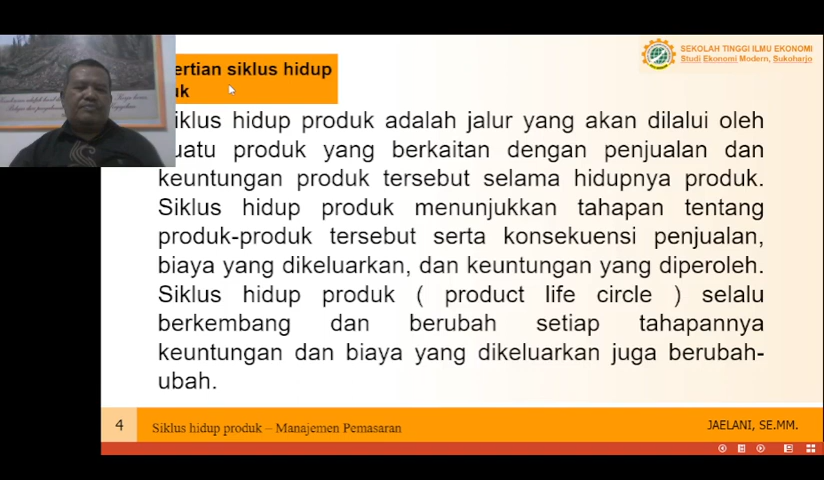 SEKOLAH TINGGI ILMU EKONOMI
Studi Ekonomi Modern, Sukoharjo
ertian siklus hidup
uk
iklus hidup produk adalah jalur yang akan dilalui oleh
uatu produk yang berkaitan dengan penjualan dan
keuntungan produk tersebut selama hidupnya produk.
Siklus hidup produk menunjukkan tahapan tentang
produk-produk tersebut serta konsekuensi penjualan,
biaya yang dikeluarkan, dan keuntungan yang diperoleh.
Siklus hidup produk ( product life circle ) selalu
berkembang dan berubah setiap tahapannya
keuntungan dan biaya yang dikeluarkan juga berubah-
ubah.
4 Siklus hidup produk – Manajemen Pemasaran JAELANI, SE.MM.